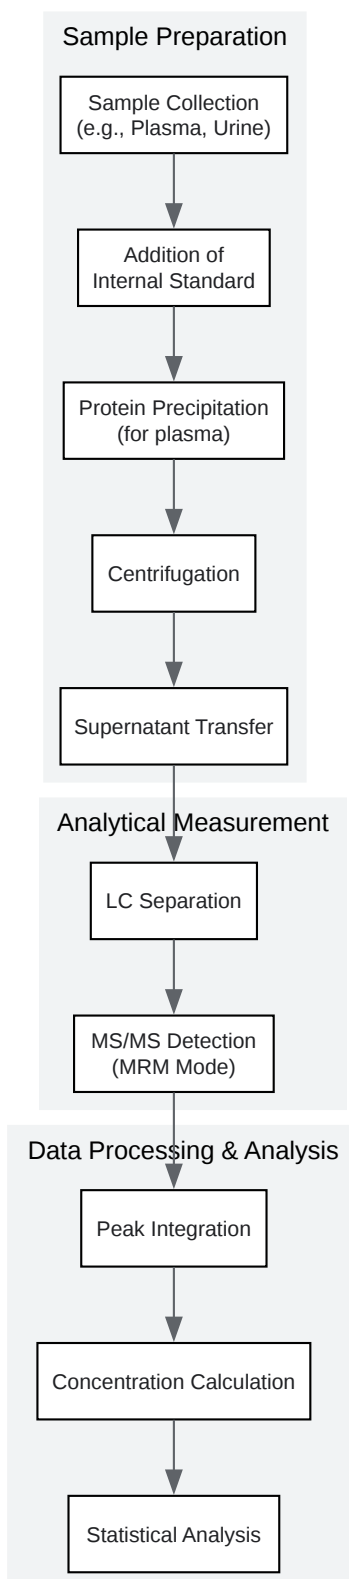 Sample Preparation
Sample Collection
(e.g., Plasma, Urine)
Addition of
Internal Standard
Protein Precipitation
(for plasma)
Centrifugation
Supernatant Transfer
Analytical Measurement
LC Separation
MS/MS Detection
(MRM Mode)
Data Processing & Analysis
Peak Integration
Concentration Calculation
Statistical Analysis